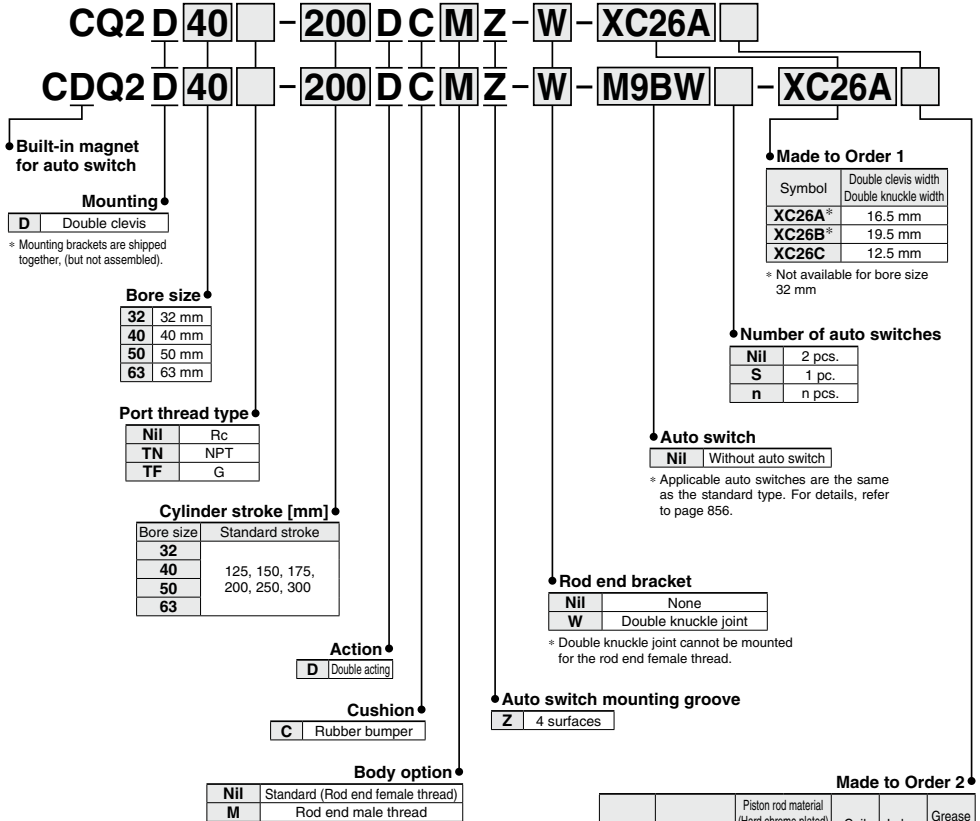 CQ2 D 40 - 200 D C M Z - W - XC26A
CDQ2 D 40 - 200 D C M Z - W - M9BW - XC26A
Built-in magnet
for auto switch
Mounting
D Double clevis
* Mounting brackets are shipped
together, (but not assembled).
Bore size
32 32 mm
40 40 mm
50 50 mm
63 63 mm
Port thread type
Nil Rc
TN NPT
TF G
Cylinder stroke [mm]
Bore size Standard stroke
32
40 125, 150, 175,
50 200, 250, 300
63
Action
D Double acting
Cushion
C Rubber bumper
Body option
Nil Standard (Rod end female thread)
M Rod end male thread
Made to Order 1
Symbol Double clevis width
Double knuckle width
XC26A* 16.5 mm
XC26B* 19.5 mm
XC26C 12.5 mm
* Not available for bore size
32 mm
Number of auto switches
Nil 2 pcs.
S 1 pc.
n n pcs.
Auto switch
Nil Without auto switch
* Applicable auto switches are the same
as the standard type. For details, refer
to page 856.
Rod end bracket
Nil None
W Double knuckle joint
* Double knuckle joint cannot be mounted
for the rod end female thread.
Auto switch mounting groove
Z 4 surfaces
Made to Order 2
Piston rod material
(Hard chrome plated)
Grease